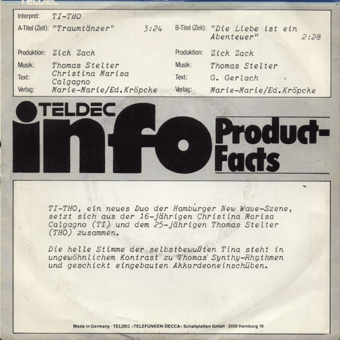 Interpret: TI-THO
A-Titel (Zeit): "Traumtänzer" 3:24 B-Titel (Zeit): "Die Liebe ist ein Abenteuer" 2:28
Produktion: Zick Zack Produktion: Zick Zack
Musik: Thomas Stelter Musik: Thomas Stelter
Text: Christina Marisa Calgagno Text: G. Gerlach
Verlag: Marie-Marie/Ed.Kröpcke Verlag: Marie-Marie/Ed.Kröpcke
TELDEC
info Product-
Facts
TI-THO, ein neues Duo der Hamburger New Wave-Szene,
setzt sich aus der 16-jährigen Christina Marisa
Calgagno (TI) und dem 25-jährigen Thomas Stelter
(THO) zusammen.
Die helle Stimme der selbstbewußten Tina steht in
ungewöhnlichem Kontrast zu Thomas Synthy-Rhythmen
und geschickt eingebauten Akkordeoneinschüben.
Made in Germany · TELDEC »TELEFUNKEN-DECCA« Schallplatten GmbH · 2000 Hamburg 19